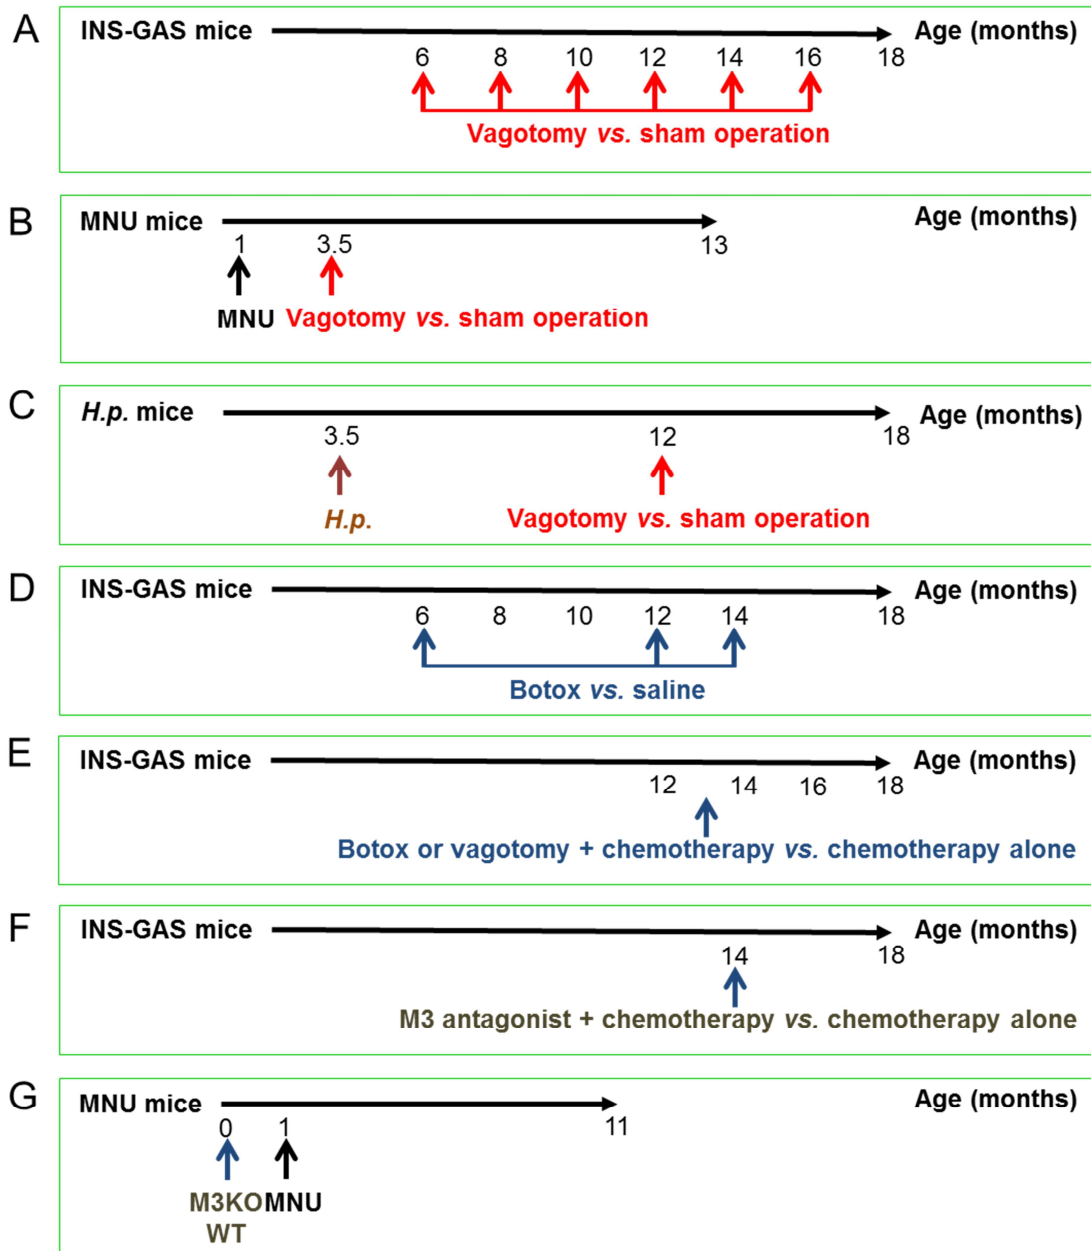 A
INS-GAS mice Age (months)
6 8 10 12 14 16 18
Vagotomy vs. sham operation
B
MNU mice Age (months)
1 3.5 13
MNU Vagotomy vs. sham operation
C
H.p. mice Age (months)
3.5 12 18
H.p. Vagotomy vs. sham operation
D
INS-GAS mice Age (months)
6 8 10 12 14 18
Botox vs. saline
E
INS-GAS mice Age (months)
12 14 16 18
Botox or vagotomy + chemotherapy vs. chemotherapy alone
F
INS-GAS mice Age (months)
14 18
M3 antagonist + chemotherapy vs. chemotherapy alone
G
MNU mice Age (months)
0 1 11
M3KO MNU
WT